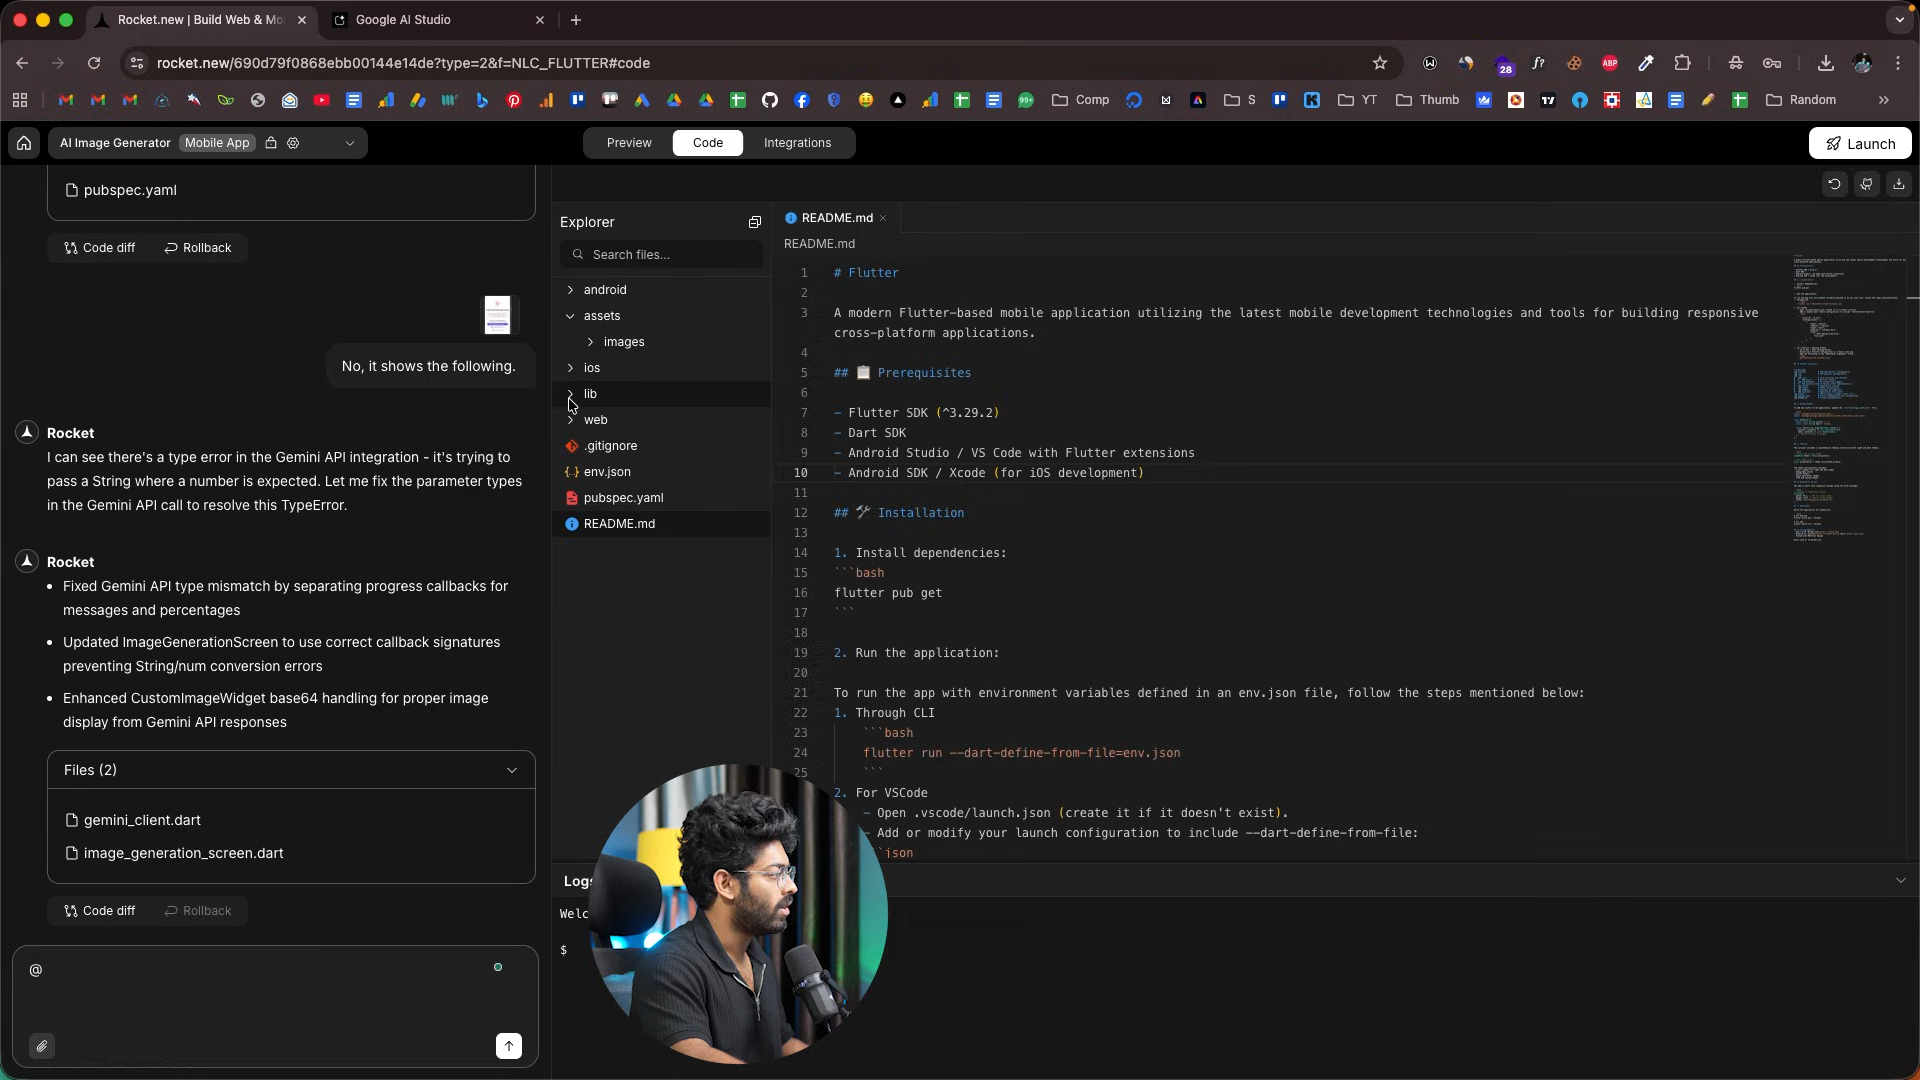 Rocket.new | Build Web & Mo
Google AI Studio
rocket.new/690d79f0868ebb00144e14de?type=2&f=NLC_FLUTTER#code
28
f?
ABP
99+
Comp
S
YT
Thumb
Random
AI Image Generator
Mobile App
Preview
Code
Integrations
Launch
pubspec.yaml
Code diff
Rollback
No, it shows the following.
Rocket
I can see there's a type error in the Gemini API integration - it's trying to
pass a String where a number is expected. Let me fix the parameter types
in the Gemini API call to resolve this TypeError.
Rocket
• Fixed Gemini API type mismatch by separating progress callbacks for
messages and percentages
• Updated ImageGenerationScreen to use correct callback signatures
preventing String/num conversion errors
• Enhanced CustomImageWidget base64 handling for proper image
display from Gemini API responses
Files (2)
gemini_client.dart
image_generation_screen.dart
Code diff
Rollback
@
Explorer
Search files...
android
assets
images
ios
lib
web
.gitignore
{..} env.json
pubspec.yaml
README.md
README.md
README.md
1 # Flutter
2
3 A modern Flutter-based mobile application utilizing the latest mobile development technologies and tools for building responsive
cross-platform applications.
4
5 ## 📋 Prerequisites
6
7 - Flutter SDK (^3.29.2)
8 - Dart SDK
9 - Android Studio / VS Code with Flutter extensions
10 - Android SDK / Xcode (for iOS development)
11
12 ## 🛠️ Installation
13
14 1. Install dependencies:
15 ```bash
16 flutter pub get
17 ```
18
19 2. Run the application:
20
21 To run the app with environment variables defined in an env.json file, follow the steps mentioned below:
22 1. Through CLI
23 ```bash
24 flutter run --dart-define-from-file=env.json
25 ```
2. For VSCode
- Open .vscode/launch.json (create it if it doesn't exist).
- Add or modify your launch configuration to include --dart-define-from-file:
`json
Logs
Welc
$